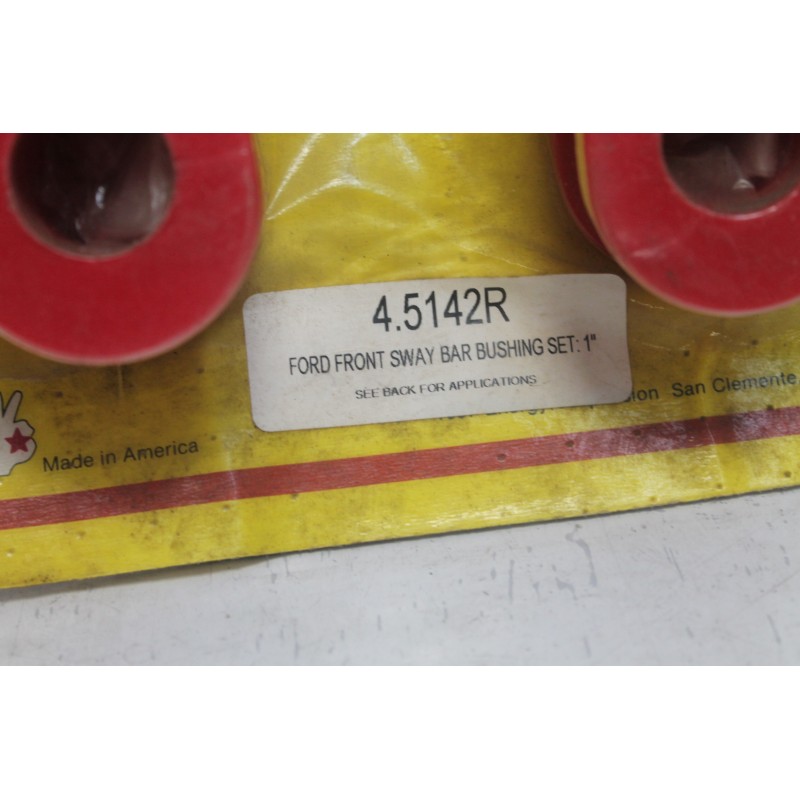 4.5142R
FORD FRONT SWAY BAR BUSHING SET: 1"
SEE BACK FOR APPLICATIONS
San Clemente
Made in America